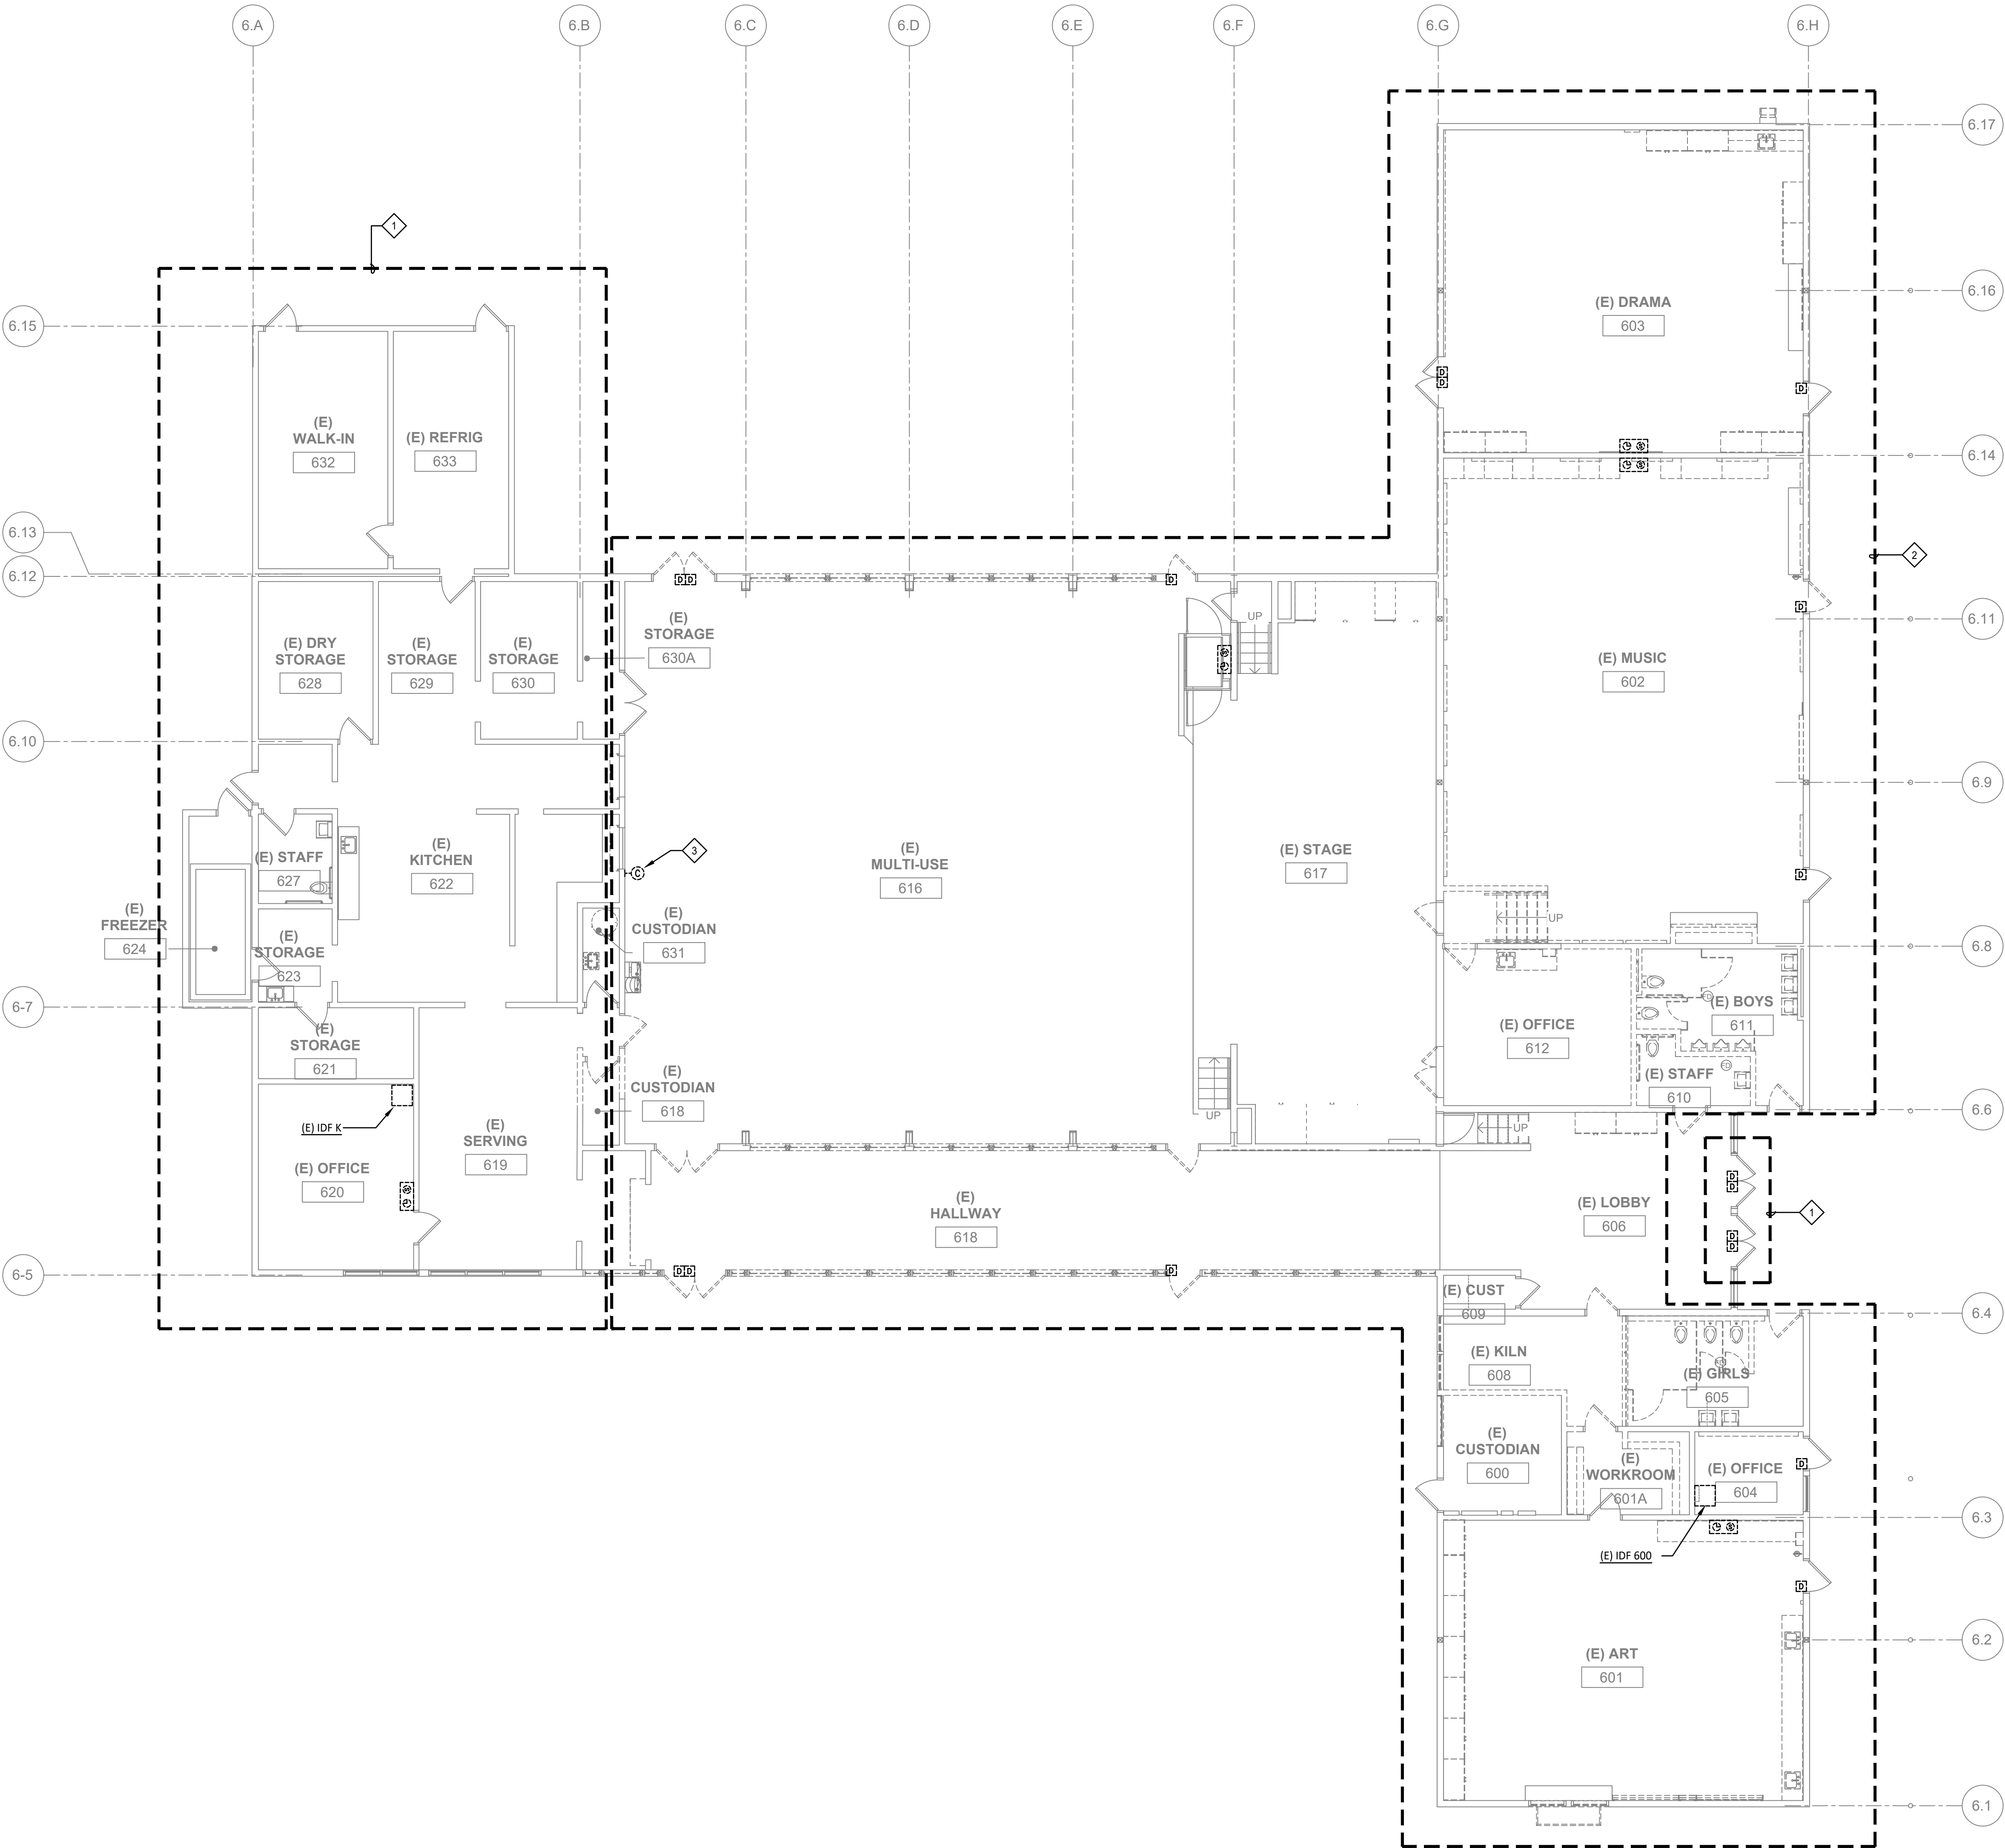 6.A
6.B
6.C
6.D
6.E
6.F
6.G
6.H
6.17
1
6.16
(E) DRAMA
603
6.15
D
D
D
(E)
WALK-IN
632
(E) REFRIG
633
6.14
6.13
6.12
2
D D
D
D
6.11
(E)
STORAGE
630A
UP
(E) DRY
STORAGE
628
(E)
STORAGE
629
(E)
STORAGE
630
(E) MUSIC
602
6.10
6.9
(E)
KITCHEN
622
(E) STAFF
627
C
3
(E)
MULTI-USE
616
(E) STAGE
617
D
(E)
FREEZER
624
(E)
STORAGE
623
(E)
CUSTODIAN
631
UP
6.8
6-7
(E) OFFICE
612
FD
(E) BOYS
611
(E)
STORAGE
621
(E)
CUSTODIAN
618
FD
(E) STAFF
610
6.6
(E) IDF K
UP
UP
(E)
SERVING
619
(E) OFFICE
620
D
D
(E)
HALLWAY
618
(E) LOBBY
606
1
D
D
6-5
D D
D
(E) CUST
609
6.4
(E) KILN
608
(E) GIRLS
605
(E)
CUSTODIAN
600
(E)
WORKROOM
601A
(E) OFFICE
604
D
6.3
(E) IDF 600
D
(E) ART
601
6.2
6.1